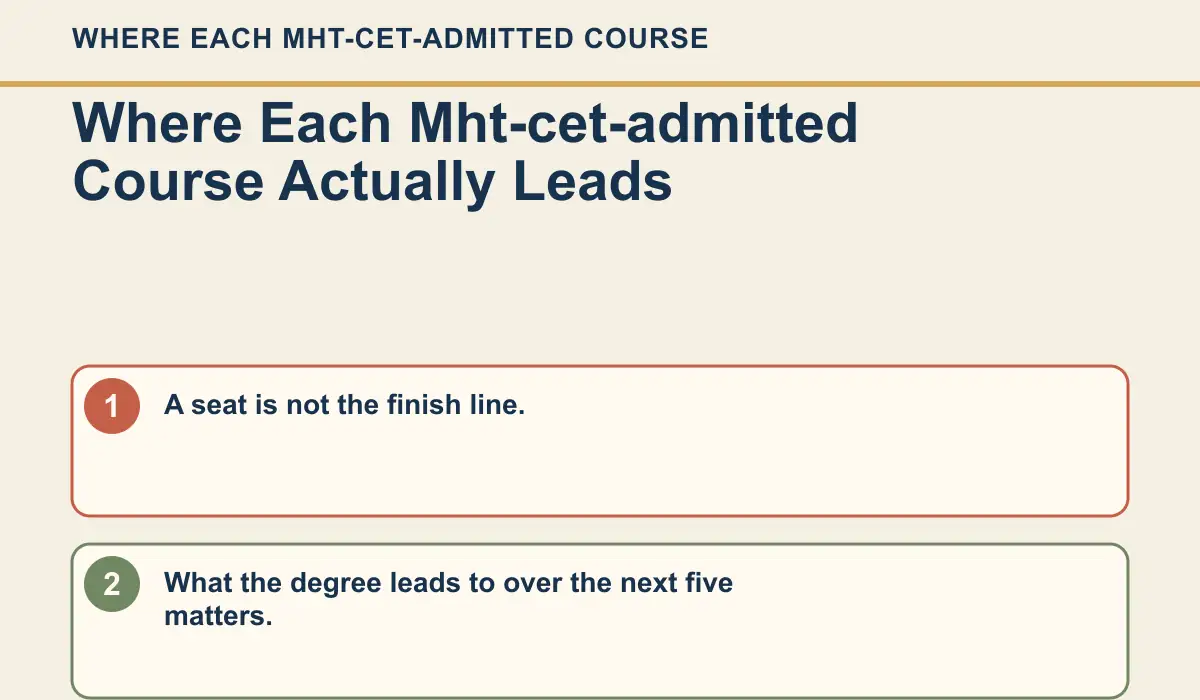 WHERE EACH MHT-CET-ADMITTED COURSE
Where Each Mht-cet-admitted
Course Actually Leads
1
A seat is not the finish line.
2
What the degree leads to over the next five
matters.